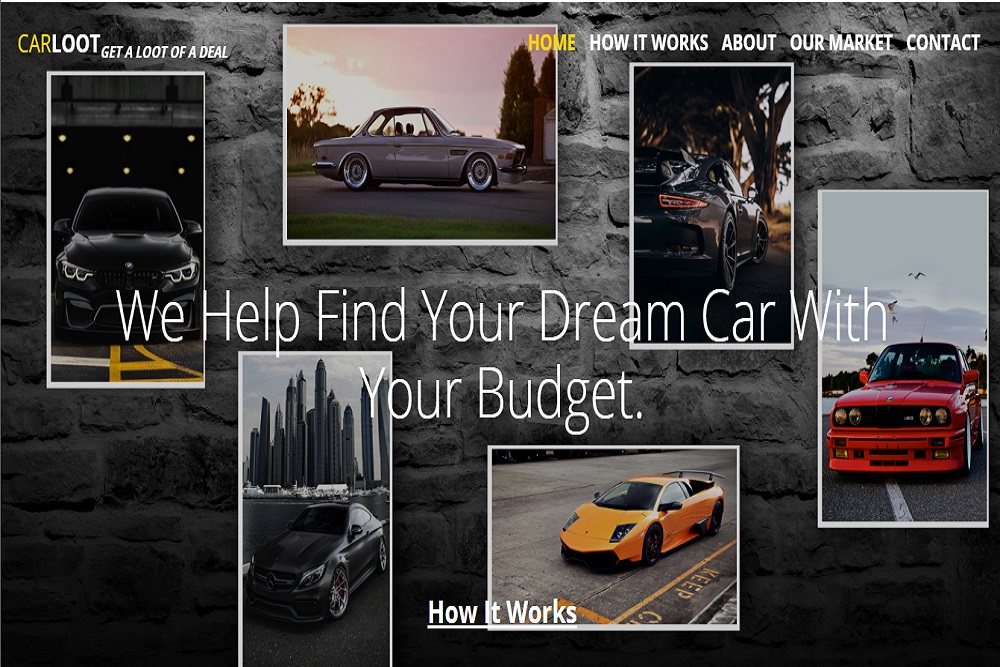 CARLOOT GET A LOOT OF A DEAL
HOME HOW IT WORKS ABOUT OUR MARKET CONTACT
We Help Find Your Dream Car With
Your Budget.
KEEP
How It Works